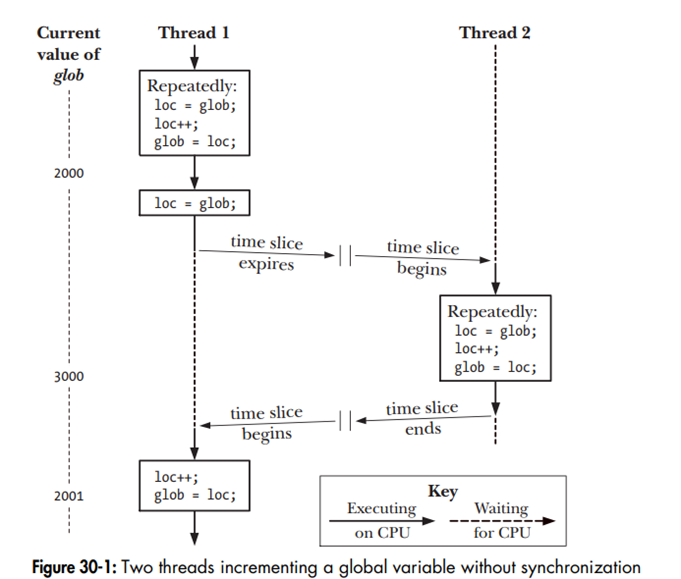 Current
value of
glob
Thread 1
Thread 2
Repeatedly:
loc = glob;
loc++;
glob = loc;
2000
loc = glob;
time slice
expires
time slice
begins
Repeatedly:
loc = glob;
loc++;
glob = loc;
3000
time slice
begins
time slice
ends
loc++;
glob = loc;
2001
Key
Executing
on CPU
Waiting
for CPU
Figure 30-1: Two threads incrementing a global variable without synchronization